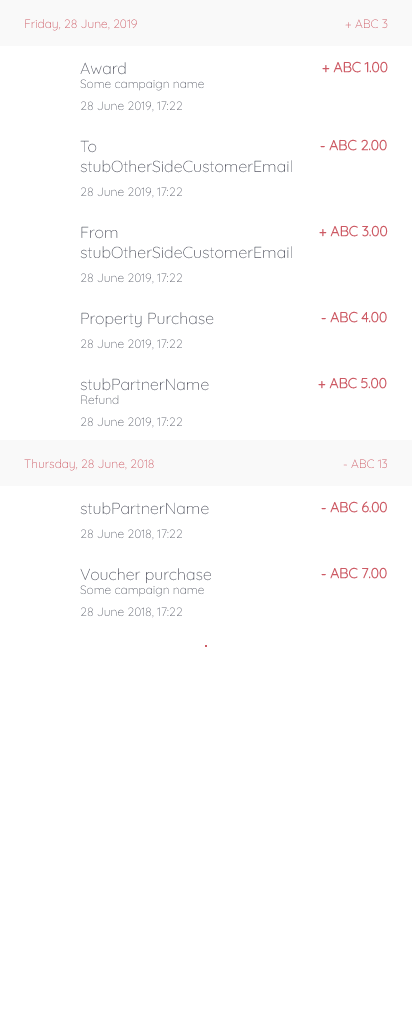 Friday, 28 June, 2019 + ABC 3
Award + ABC 1.00
Some campaign name
28 June 2019, 17:22
To - ABC 2.00
stubOtherSideCustomerEmail
28 June 2019, 17:22
From + ABC 3.00
stubOtherSideCustomerEmail
28 June 2019, 17:22
Property Purchase - ABC 4.00
28 June 2019, 17:22
stubPartnerName + ABC 5.00
Refund
28 June 2019, 17:22
Thursday, 28 June, 2018 - ABC 13
stubPartnerName - ABC 6.00
28 June 2018, 17:22
Voucher purchase - ABC 7.00
Some campaign name
28 June 2018, 17:22